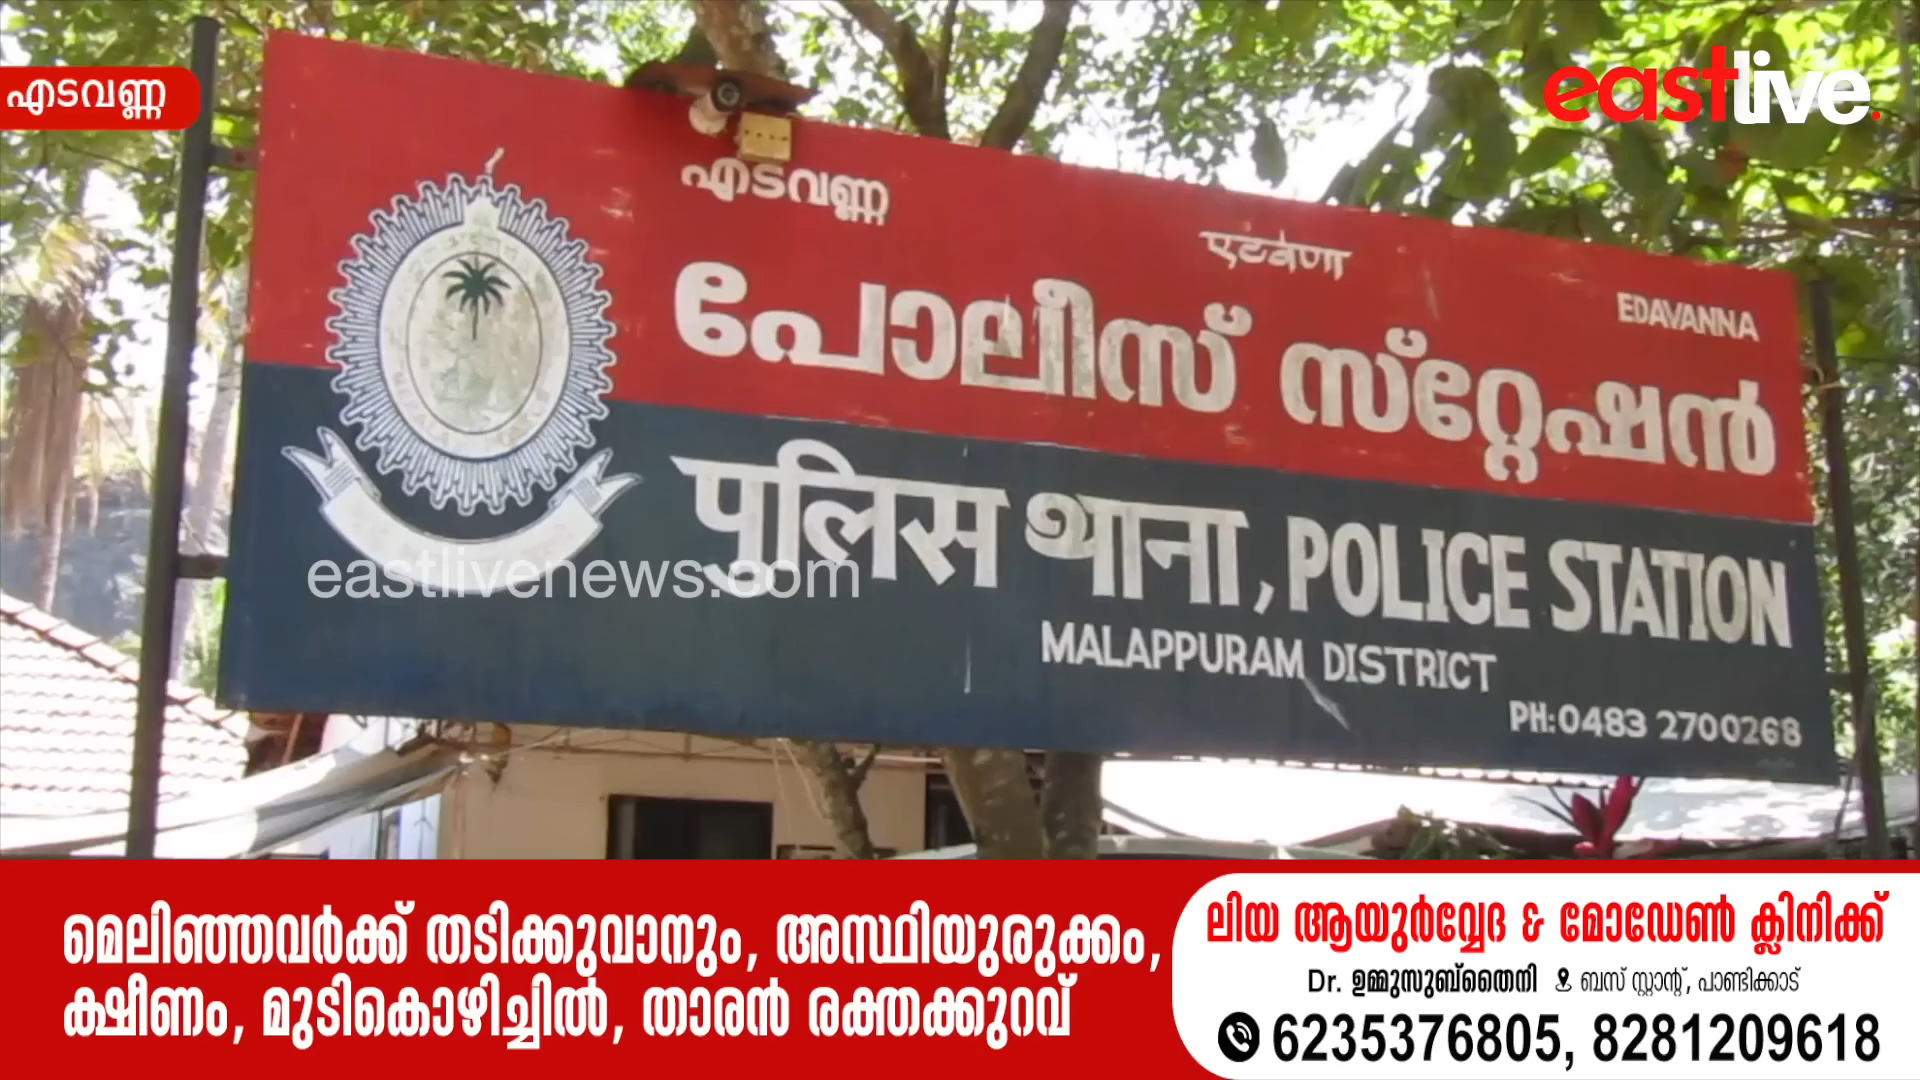 എടവണ്ണ
eastlive.
എടവണ്ണ
एटवणा
EDAVANNA
പോലീസ് സ്റ്റേഷൻ
पुलिस थाना, POLICE STATION
eastlivenews.com
MALAPPURAM DISTRICT
PH:0483 2700268
മെലിഞ്ഞവർക്ക് തടിക്കുവാനും, അസ്ഥിയുരുക്കം,
ക്ഷീണം, മുടികൊഴിച്ചിൽ, താരൻ രക്തക്കുറവ്
ലിയ ആയുർവ്വേദ & മോഡേൺ ക്ലിനിക്ക്
Dr. ഉമ്മുസുബ്തൈനി ബസ് സ്റ്റാന്റ്, പാണ്ടിക്കാട്
6235376805, 8281209618